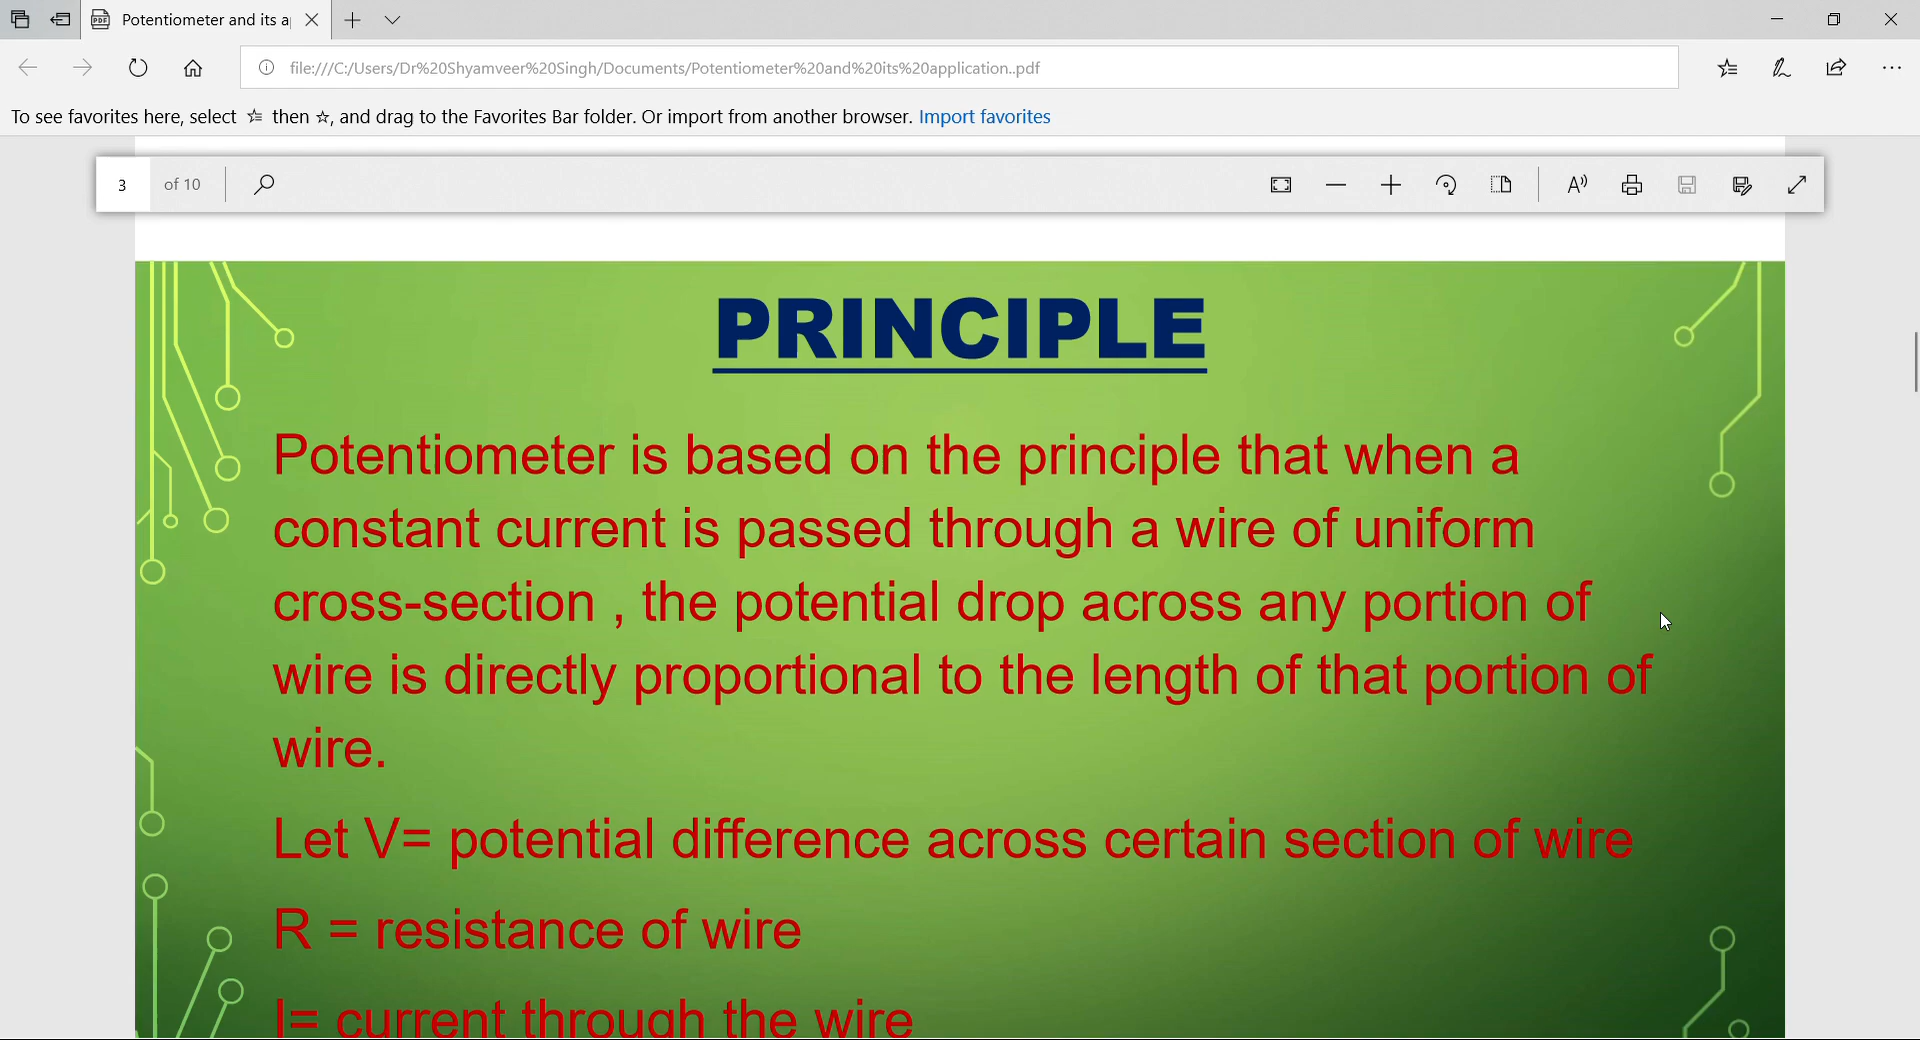 Potentiometer and its a
file:///C:/Users/Dr%20Shyamveer%20Singh/Documents/Potentiometer%20and%20its%20application..pdf
To see favorites here, select then , and drag to the Favorites Bar folder. Or import from another browser. Import favorites
3 of 10
PRINCIPLE
Potentiometer is based on the principle that when a
constant current is passed through a wire of uniform
cross-section , the potential drop across any portion of
wire is directly proportional to the length of that portion of
wire.
Let V= potential difference across certain section of wire
R = resistance of wire
I= current through the wire